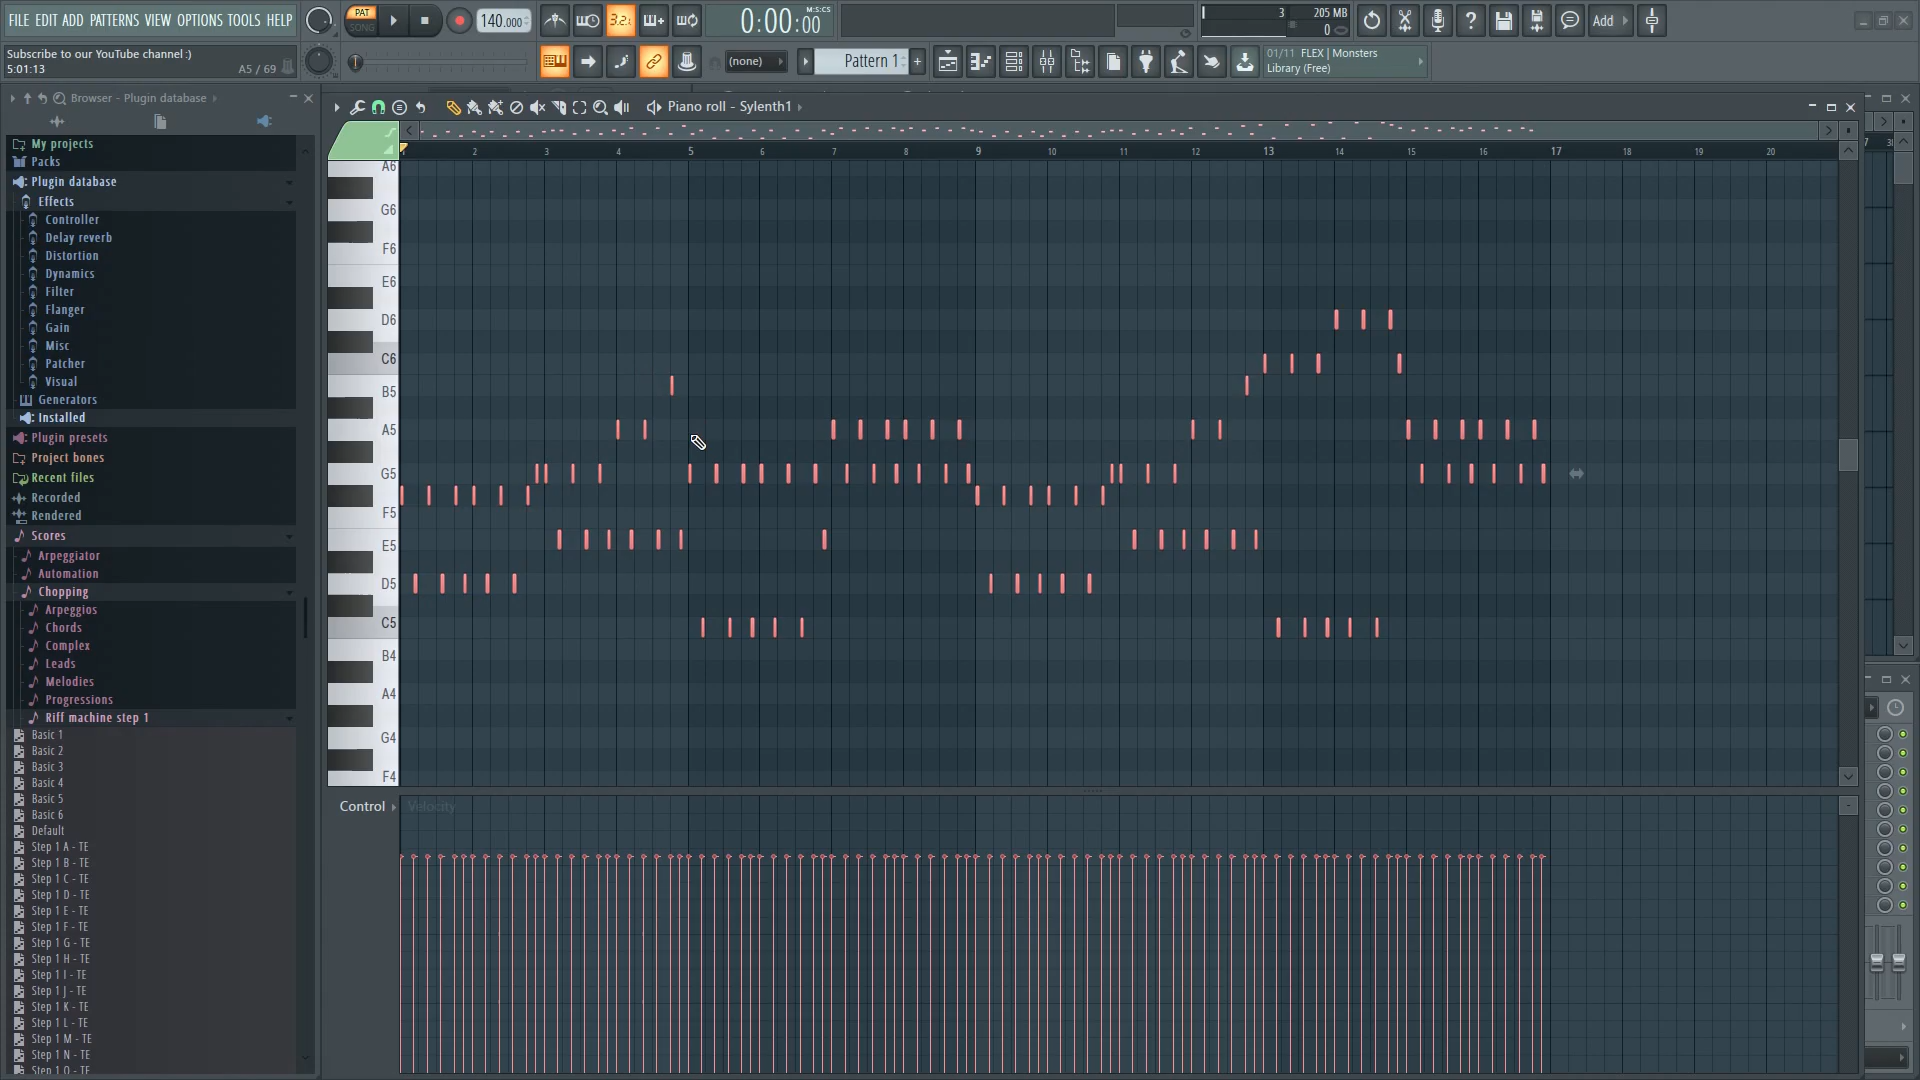 FILE EDIT ADD PATTERNS VIEW OPTIONS TOOLS HELP
PAT
SONG
140.000
3.2.
0:00:00
M:S:CS
3
205 MB
0
Add
Subscribe to our YouTube channel :)
5:01:13
A5 / 69
(none)
Pattern 1
01/11 FLEX | Monsters
Library (Free)
Browser - Plugin database
Piano roll - Sylenth1
My projects
Packs
Plugin database
Effects
Controller
Delay reverb
Distortion
Dynamics
Filter
Flanger
Gain
Misc
Patcher
Visual
Generators
Installed
Plugin presets
Project bones
Recent files
Recorded
Rendered
Scores
Arpeggiator
Automation
Chopping
Arpeggios
Chords
Complex
Leads
Melodies
Progressions
Riff machine step 1
Basic 1
Basic 2
Basic 3
Basic 4
Basic 5
Basic 6
Default
Step 1 A - TE
Step 1 B - TE
Step 1 C - TE
Step 1 D - TE
Step 1 E - TE
Step 1 F - TE
Step 1 G - TE
Step 1 H - TE
Step 1 I - TE
Step 1 J - TE
Step 1 K - TE
Step 1 L - TE
Step 1 M - TE
Step 1 N - TE
Step 1 O - TE
2 3 4 5 6 7 8 9 10 11 12 13 14 15 16 17 18 19 20
A6
G6
F6
E6
D6
C6
B5
A5
G5
F5
E5
D5
C5
B4
A4
G4
F4
Control
Velocity